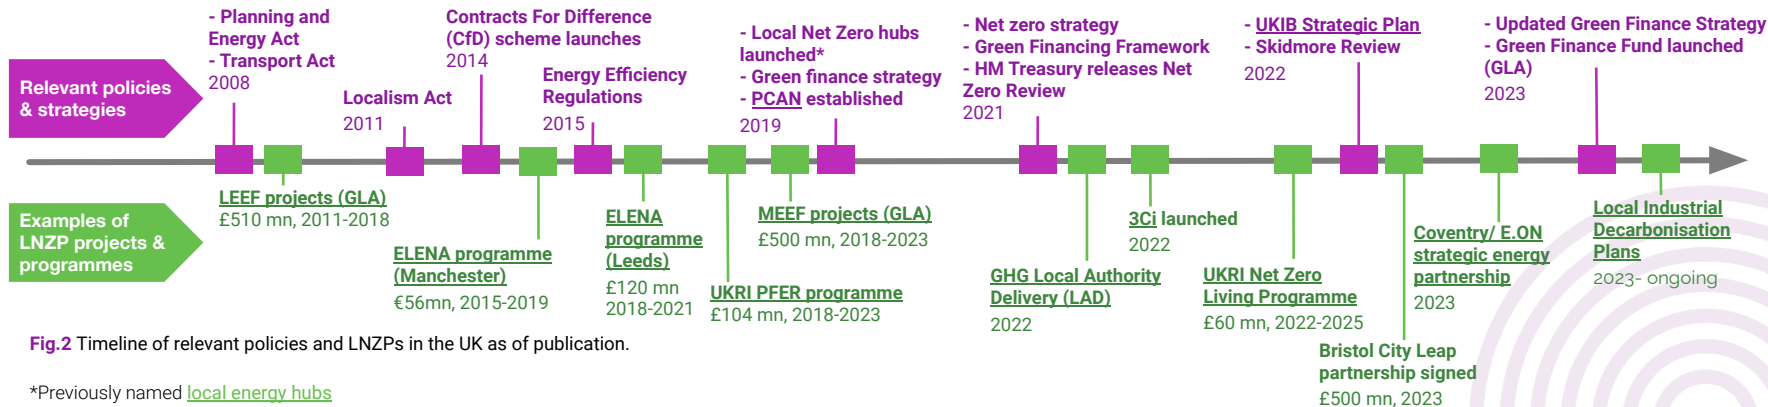 Relevant policies
& strategies
- Planning and
Energy Act
- Transport Act
2008
Localism Act
2011
Contracts For Difference
(CfD) scheme launches
2014
Energy Efficiency
Regulations
2015
- Local Net Zero hubs
launched*
- Green finance strategy
- PCAN established
2019
- Net zero strategy
- Green Financing Framework
- HM Treasury releases Net
Zero Review
2021
- UKIB Strategic Plan
- Skidmore Review
2022
- Updated Green Finance Strategy
- Green Finance Fund launched
(GLA)
2023
Examples of
LNZP projects &
programmes
LEEF projects (GLA)
£510 mn, 2011-2018
ELENA programme
(Manchester)
€56mn, 2015-2019
ELENA
programme
(Leeds)
£120 mn
2018-2021
UKRI PFER programme
£104 mn, 2018-2023
MEEF projects (GLA)
£500 mn, 2018-2023
GHG Local Authority
Delivery (LAD)
2022
3Ci launched
2022
UKRI Net Zero
Living Programme
£60 mn, 2022-2025
Bristol City Leap
partnership signed
£500 mn, 2023
Coventry/ E.ON
strategic energy
partnership
2023
Local Industrial
Decarbonisation
Plans
2023- ongoing
Fig.2 Timeline of relevant policies and LNZPs in the UK as of publication.
*Previously named local energy hubs